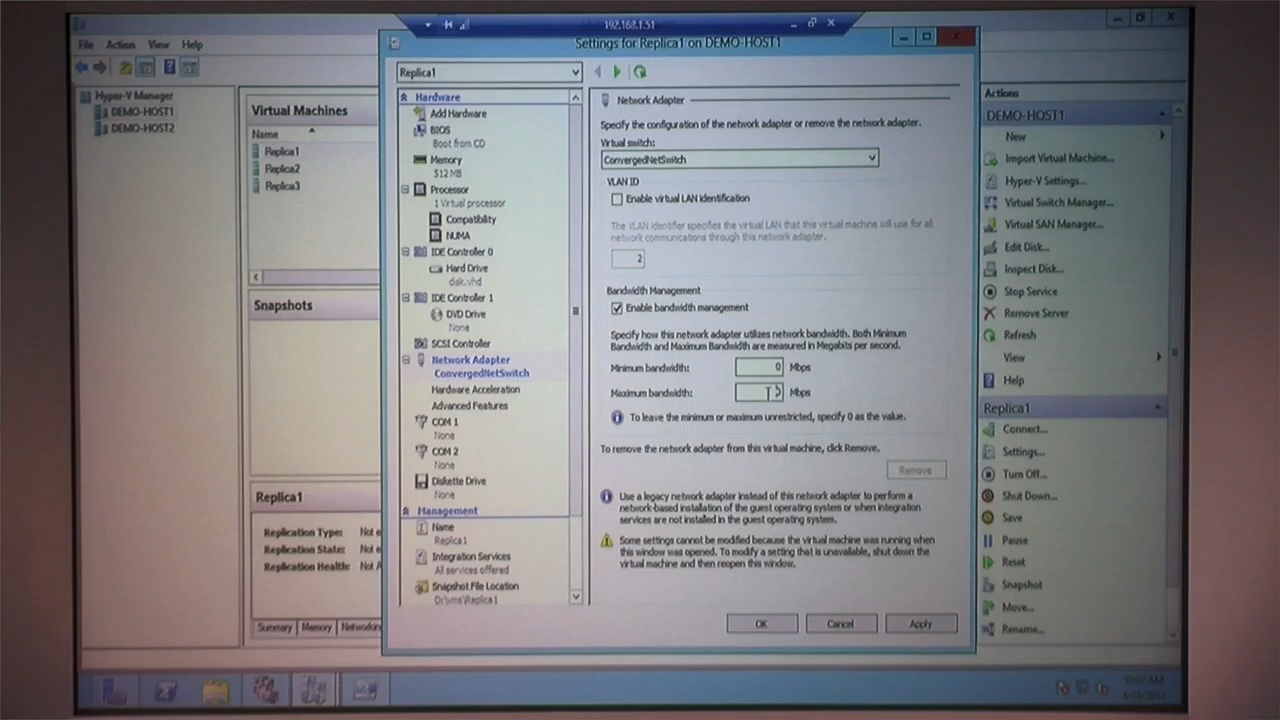 192.168.1.51
Settings for Replica1 on DEMO-HOST1
File Action View Help
Hyper-V Manager
DEMO-HOST1
DEMO-HOST2
Virtual Machines
Name
Replica1
Replica2
Replica3
Snapshots
Replica1
Replication Type: Not e
Replication State: Not e
Replication Health: Not A
Summary Memory Networkin
Replica1
Hardware
Add Hardware
BIOS
Boot from CD
Memory
512 MB
Processor
1 Virtual processor
Compatibility
NUMA
IDE Controller 0
Hard Drive
disk.vhd
IDE Controller 1
DVD Drive
None
SCSI Controller
Network Adapter
ConvergedNetSwitch
Hardware Acceleration
Advanced Features
COM 1
None
COM 2
None
Diskette Drive
None
Management
Name
Replica1
Integration Services
All services offered
Snapshot File Location
D:\vms\Replica1
Network Adapter
Specify the configuration of the network adapter or remove the network adapter.
Virtual switch:
ConvergedNetSwitch
VLAN ID
Enable virtual LAN identification
The VLAN identifier specifies the virtual LAN that this virtual machine will use for all
network communications through this network adapter.
2
Bandwidth Management
Enable bandwidth management
Specify how this network adapter utilizes network bandwidth. Both Minimum
Bandwidth and Maximum Bandwidth are measured in Megabits per second.
Minimum bandwidth: 0 Mbps
Maximum bandwidth: Mbps
To leave the minimum or maximum unrestricted, specify 0 as the value.
To remove the network adapter from this virtual machine, click Remove.
Remove
Use a legacy network adapter instead of this network adapter to perform a
network-based installation of the guest operating system or when integration
services are not installed in the guest operating system.
Some settings cannot be modified because the virtual machine was running when
this window was opened. To modify a setting that is unavailable, shut down the
virtual machine and then reopen this window.
OK Cancel Apply
Actions
DEMO-HOST1
New
Import Virtual Machine...
Hyper-V Settings...
Virtual Switch Manager...
Virtual SAN Manager...
Edit Disk...
Inspect Disk...
Stop Service
Remove Server
Refresh
View
Help
Replica1
Connect...
Settings...
Turn Off...
Shut Down...
Save
Pause
Reset
Snapshot
Move...
Rename...